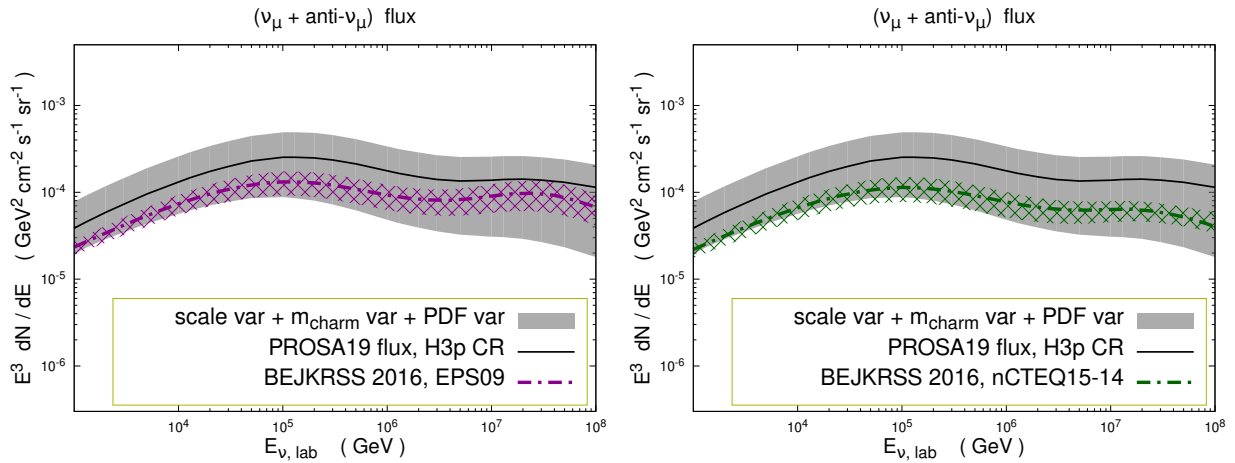 (νμ + anti-νμ) flux
E³ dN / dE ( GeV² cm⁻² s⁻¹ sr⁻¹ )
10⁻³
10⁻⁴
10⁻⁵
10⁻⁶
scale var + m_charm var + PDF var
PROSA19 flux, H3p CR
BEJKRSS 2016, EPS09
10⁴ 10⁵ 10⁶ 10⁷ 10⁸
E_ν, lab ( GeV )
(νμ + anti-νμ) flux
E³ dN / dE ( GeV² cm⁻² s⁻¹ sr⁻¹ )
10⁻³
10⁻⁴
10⁻⁵
10⁻⁶
scale var + m_charm var + PDF var
PROSA19 flux, H3p CR
BEJKRSS 2016, nCTEQ15-14
10⁴ 10⁵ 10⁶ 10⁷ 10⁸
E_ν, lab ( GeV )